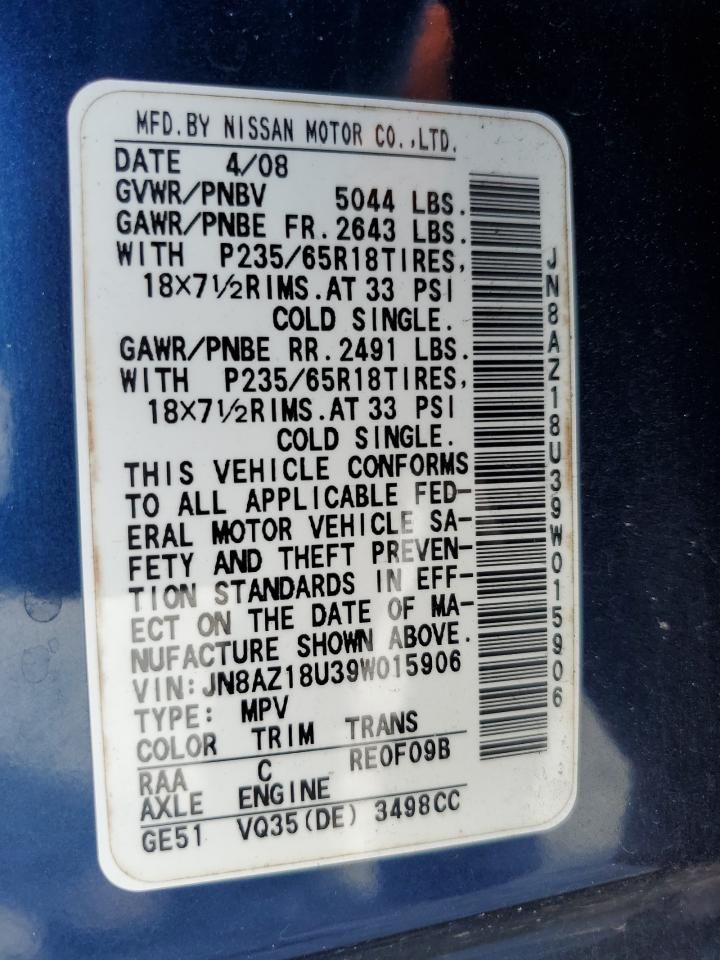 MFD.BY NISSAN MOTOR CO.,LTD.
DATE 4/08
GVWR/PNBV 5044 LBS.
GAWR/PNBE FR.2643 LBS.
WITH P235/65R18TIRES,
18×7½RIMS.AT 33 PSI
COLD SINGLE.
GAWR/PNBE RR.2491 LBS.
WITH P235/65R18TIRES,
18×7½RIMS.AT 33 PSI
COLD SINGLE.
THIS VEHICLE CONFORMS
TO ALL APPLICABLE FED-
ERAL MOTOR VEHICLE SA-
FETY AND THEFT PREVEN-
TION STANDARDS IN EFF-
ECT ON THE DATE OF MA-
NUFACTURE SHOWN ABOVE.
VIN:JN8AZ18U39W015906
TYPE: MPV
COLOR TRIM TRANS
RAA C RE0F09B
AXLE ENGINE
GE51 VQ35(DE) 3498CC
JN8AZ18U39W015906